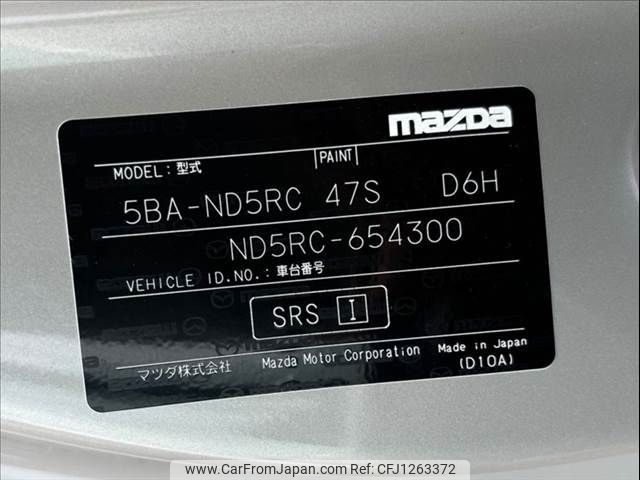 mazda
MODEL: 型式 PAINT
5BA-ND5RC 47S D6H
ND5RC-654300
VEHICLE ID.NO.: 車台番号
SRS I
マツダ株式会社 Mazda Motor Corporation Made in Japan
(D10A)
www.CarFromJapan.com - CFJ1263372